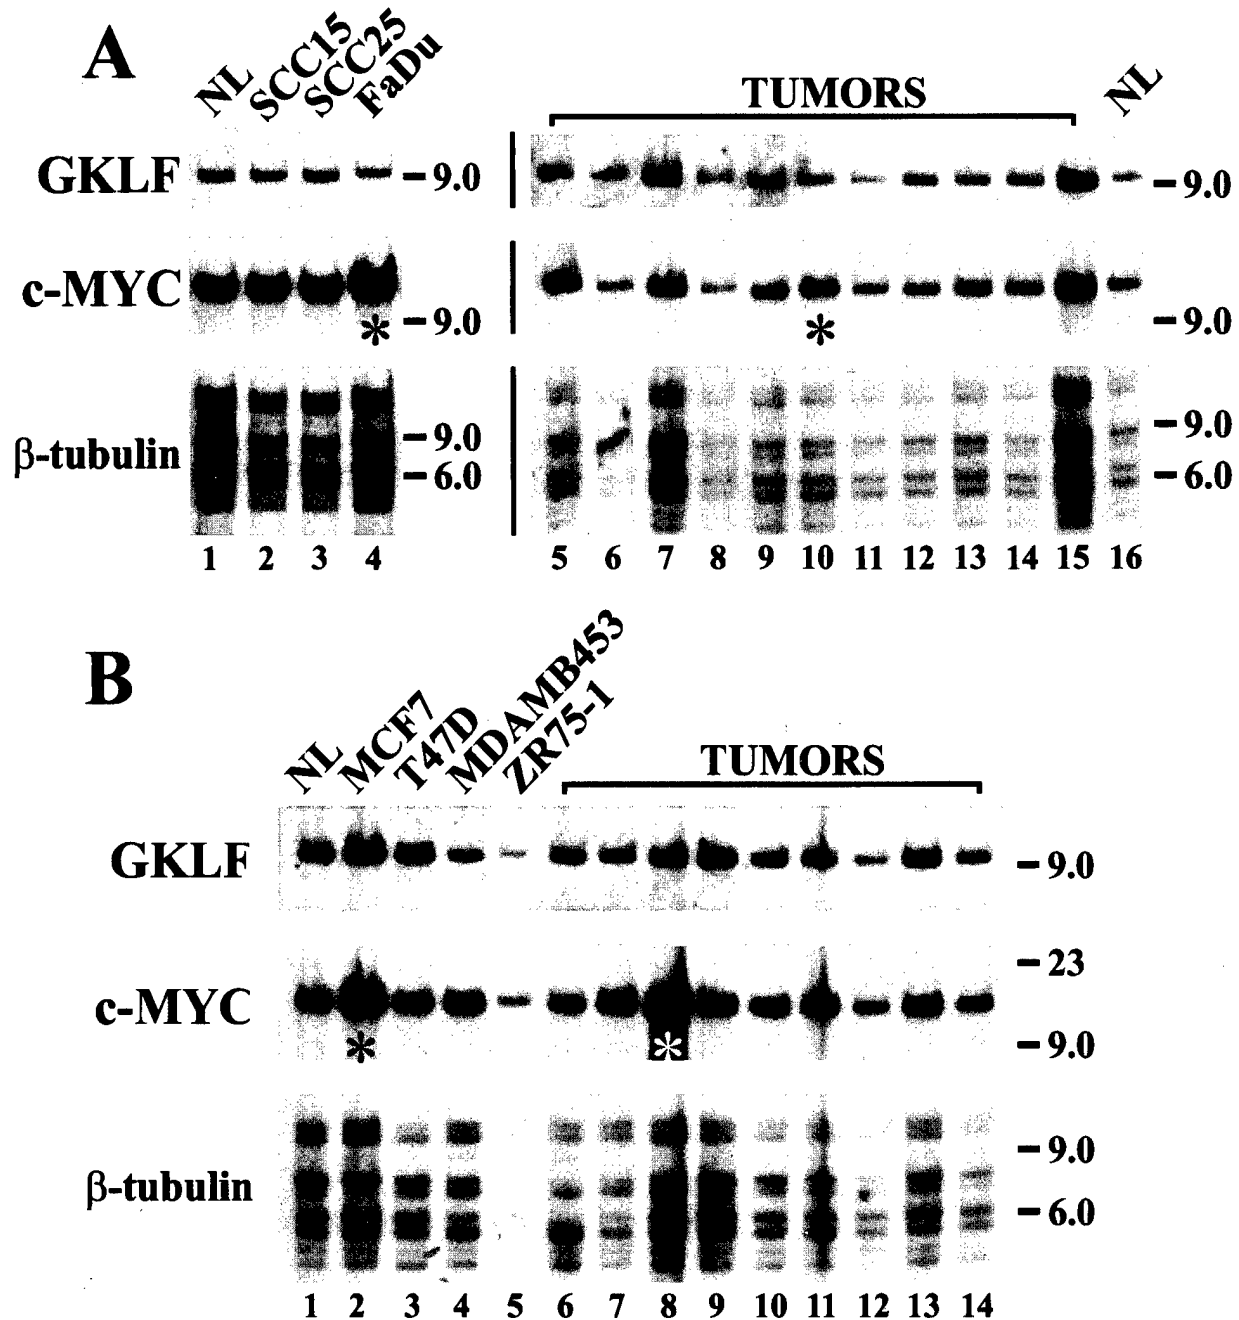 A
NL SCC15 SCC25 FaDu
TUMORS
NL
GKLF
9.0
9.0
c-MYC
*
9.0
*
9.0
β-tubulin
9.0
6.0
9.0
6.0
1 2 3 4 5 6 7 8 9 10 11 12 13 14 15 16
B
NL MCF7 T47D MDAMB453 ZR75-1
TUMORS
GKLF
9.0
c-MYC
23
* *
9.0
β-tubulin
9.0
6.0
1 2 3 4 5 6 7 8 9 10 11 12 13 14